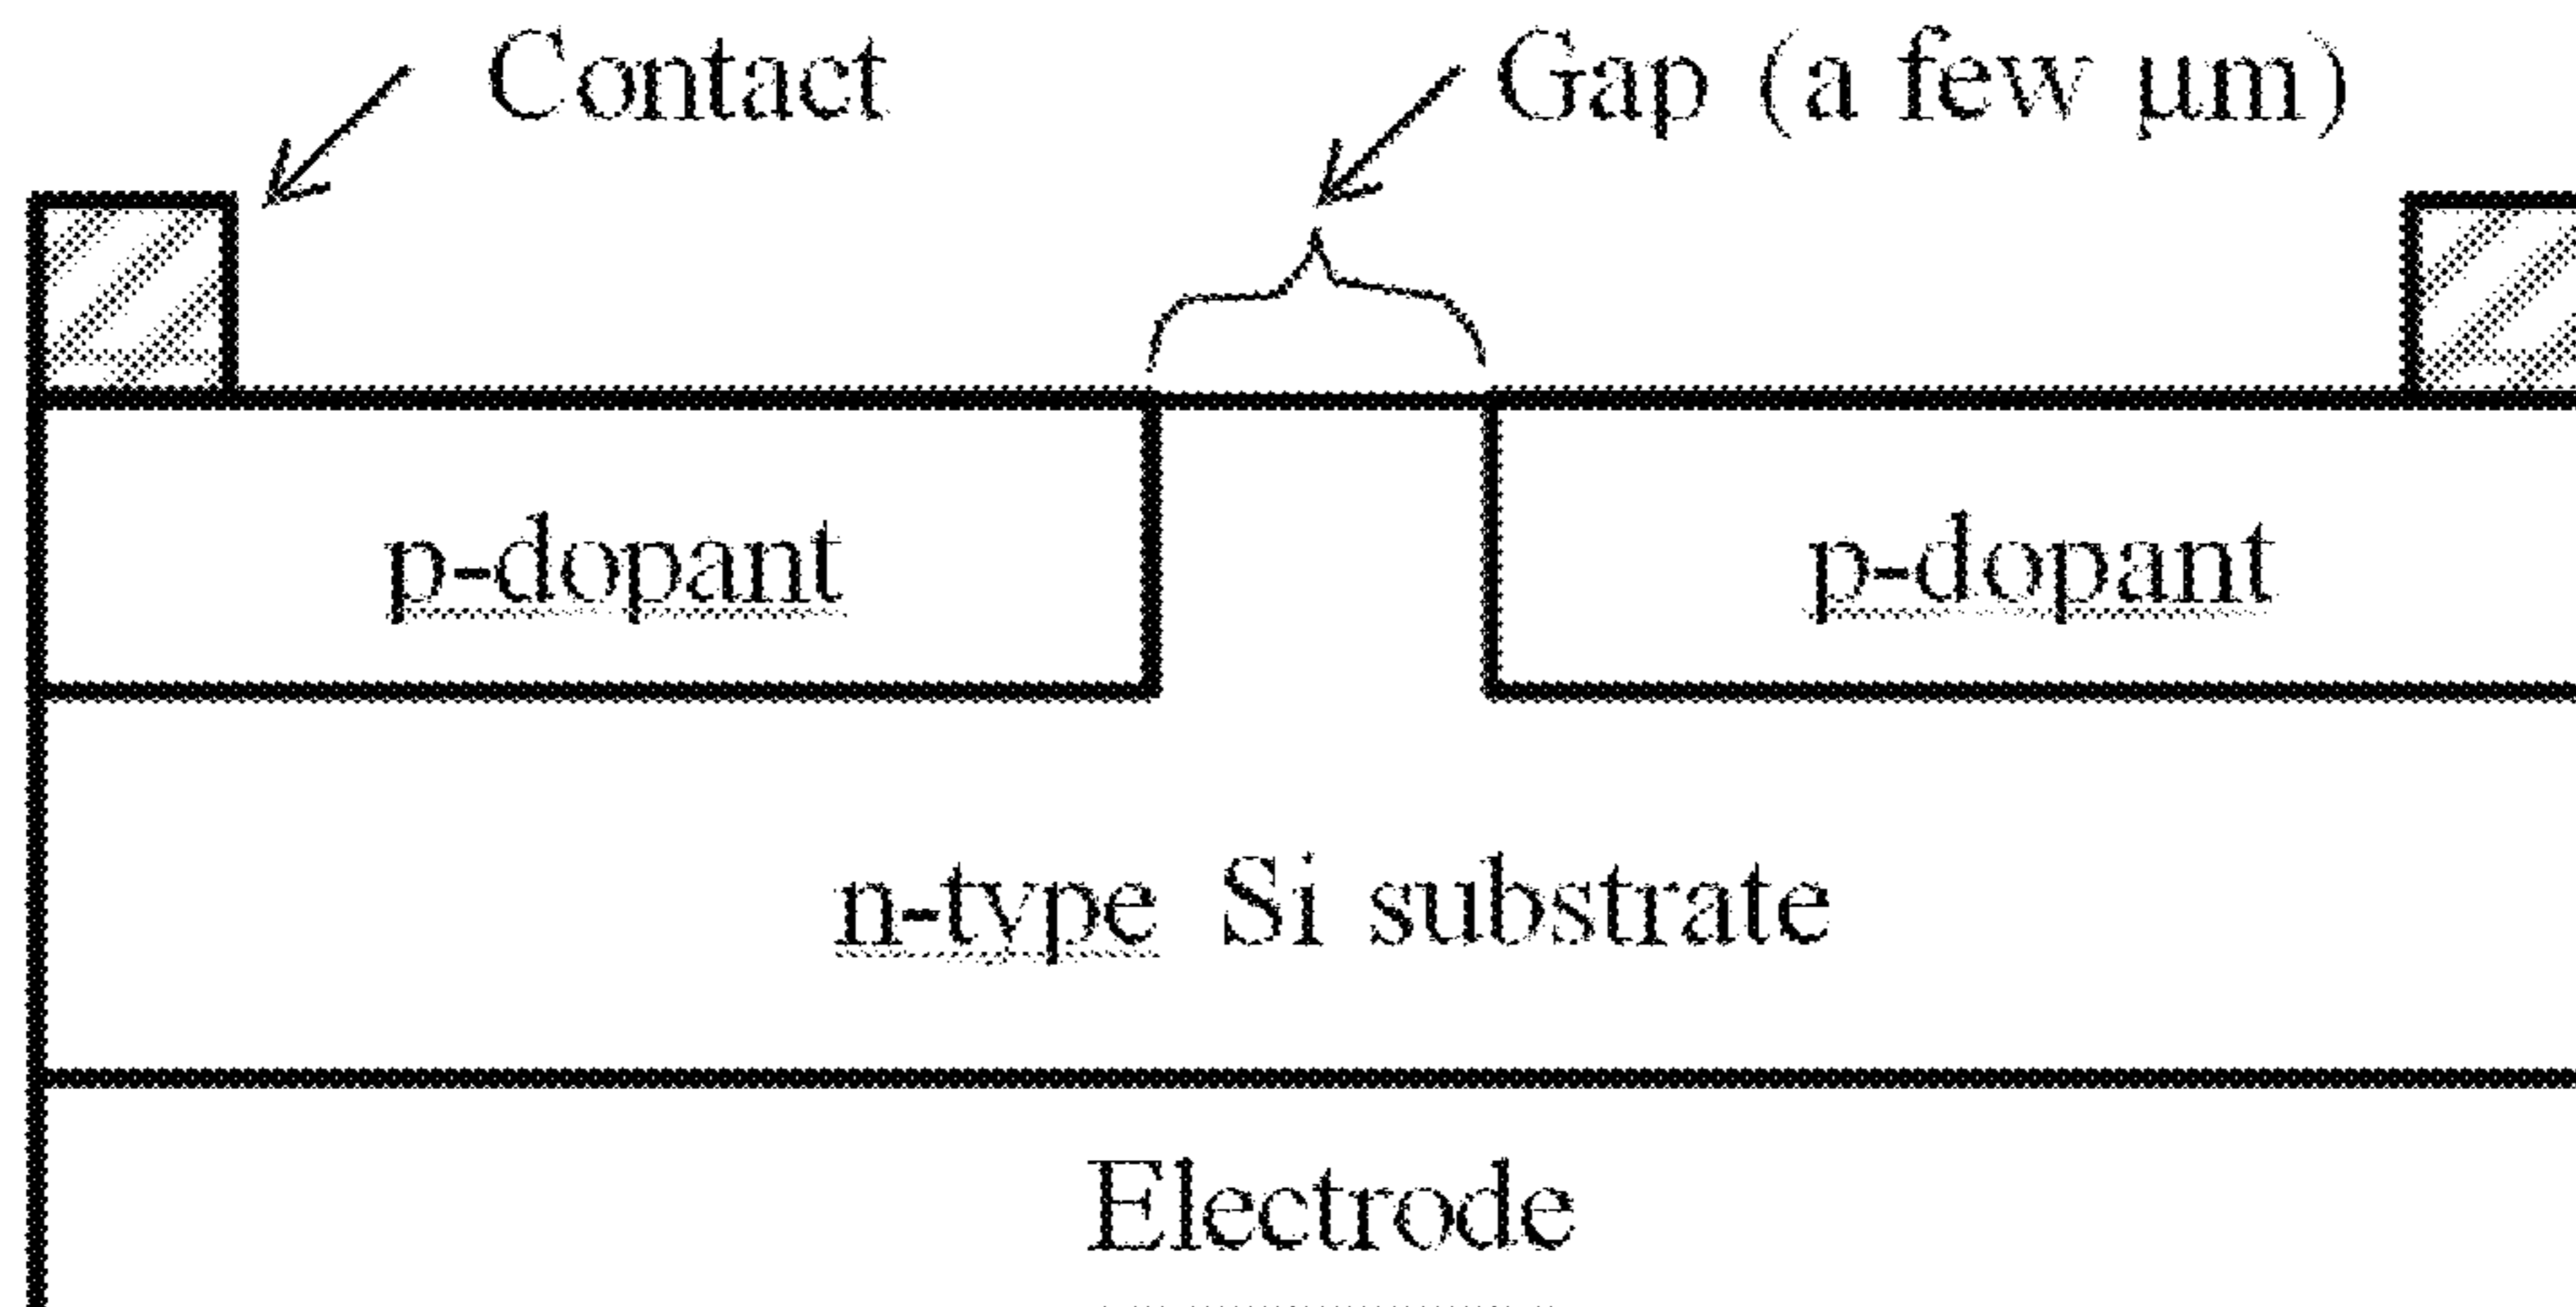 Contact
Gap (a few µm)
p-dopant
p-dopant
n-type Si substrate
Electrode